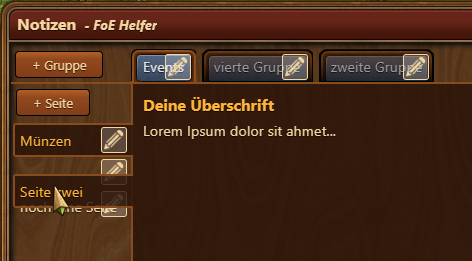 Notizen - FoE Helfer
+ Gruppe
Events
vierte Gruppe
zweite Gruppe
+ Seite
Deine Überschrift
Münzen
Lorem Ipsum dolor sit ahmet...
Seite zwei
noch eine Seite